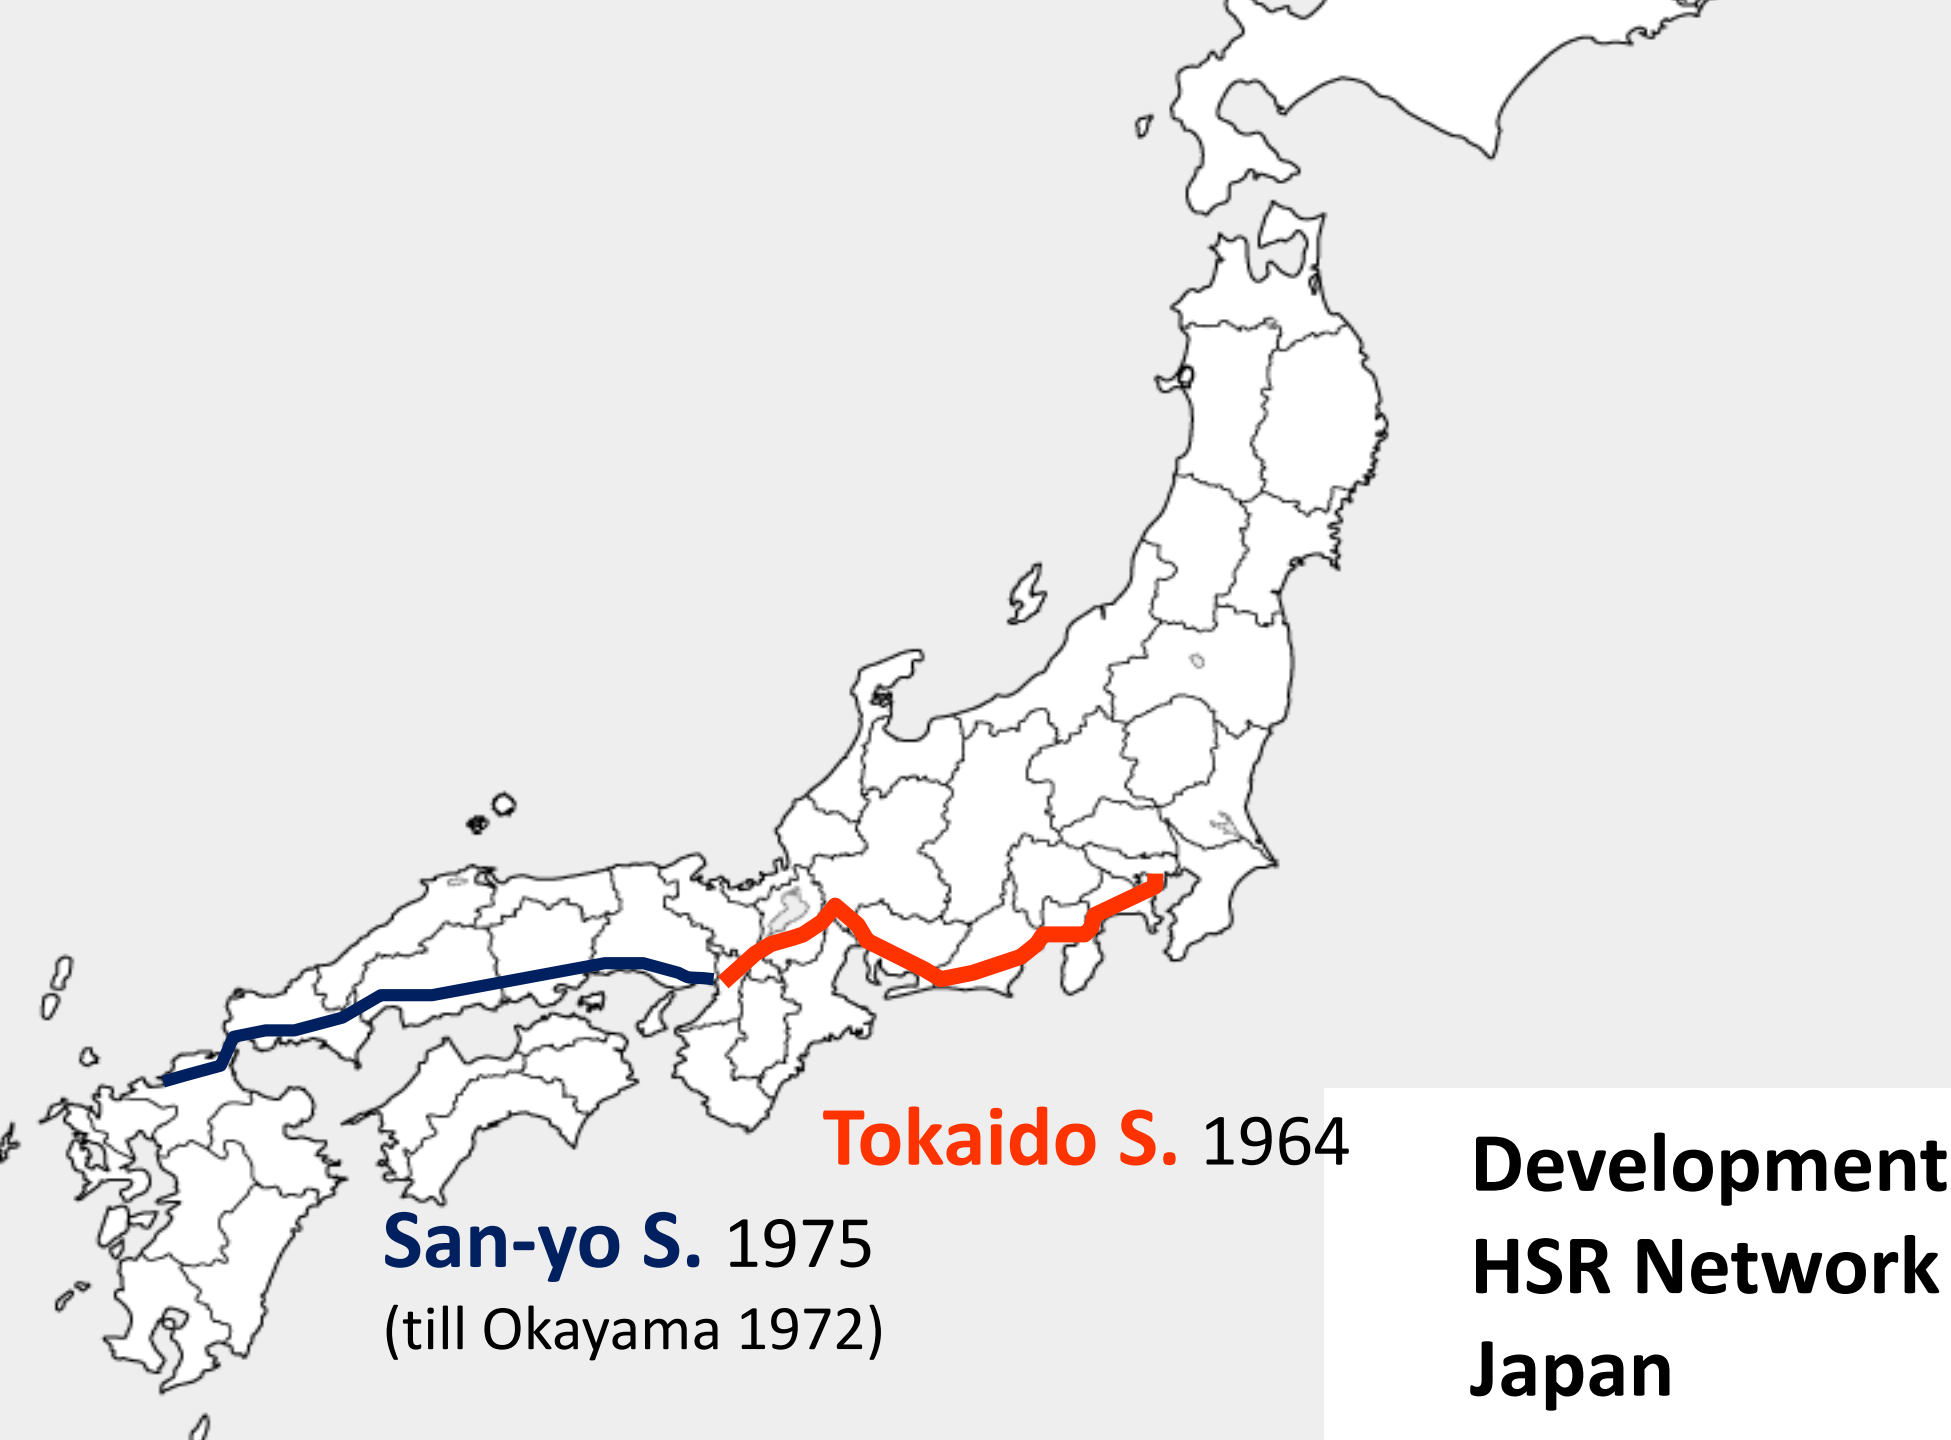 Tokaido S. 1964
San-yo S. 1975
(till Okayama 1972)
Development
HSR Network
Japan